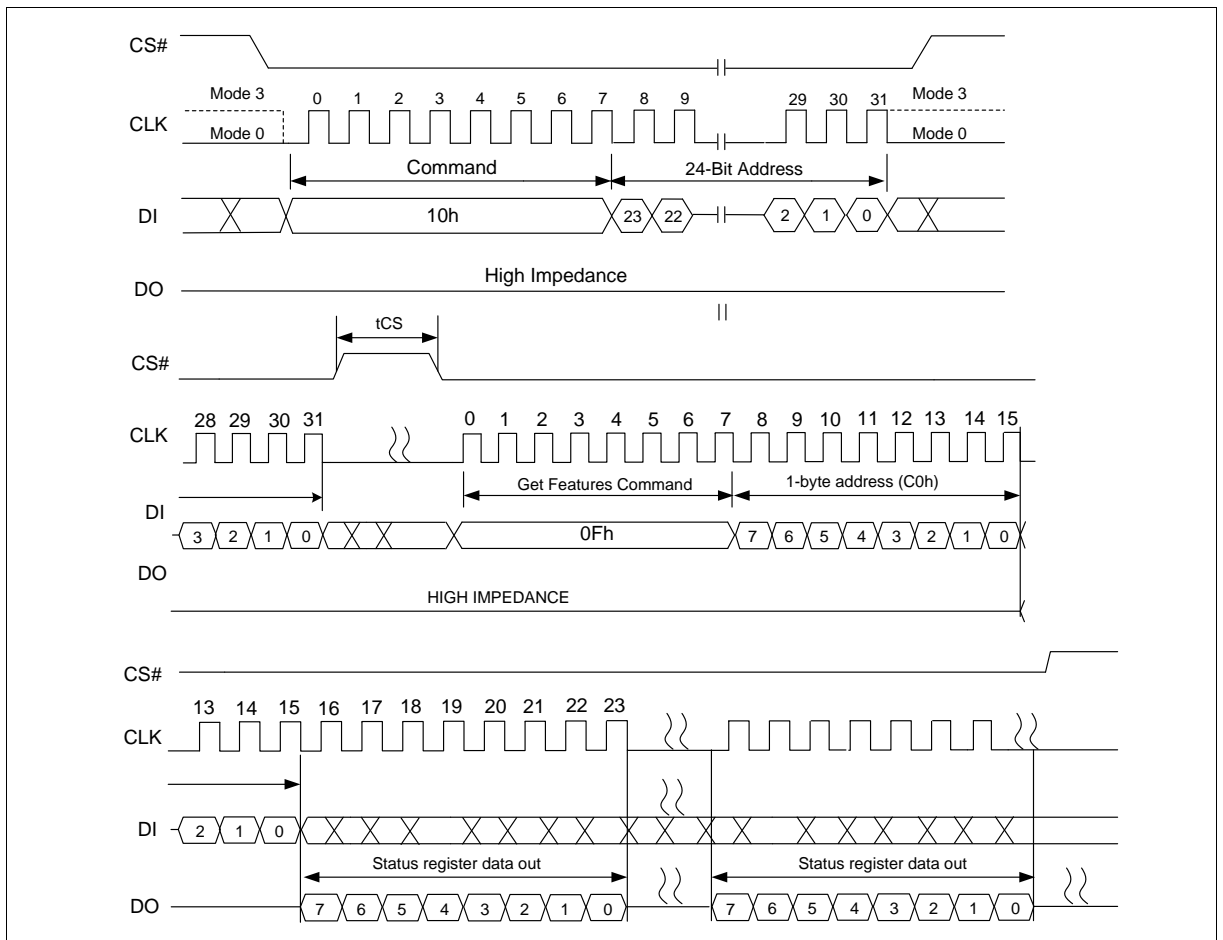 CS#
Mode 3 0 1 2 3 4 5 6 7 8 9 29 30 31 Mode 3
CLK
Mode 0 Mode 0
Command 24-Bit Address
DI 10h 23 22 2 1 0
High Impedance
DO
tCS
CS#
28 29 30 31 0 1 2 3 4 5 6 7 8 9 10 11 12 13 14 15
CLK
Get Features Command 1-byte address (C0h)
DI
3 2 1 0 0Fh 7 6 5 4 3 2 1 0
DO
HIGH IMPEDANCE
CS#
13 14 15 16 17 18 19 20 21 22 23
CLK
DI 2 1 0
Status register data out Status register data out
DO 7 6 5 4 3 2 1 0 7 6 5 4 3 2 1 0